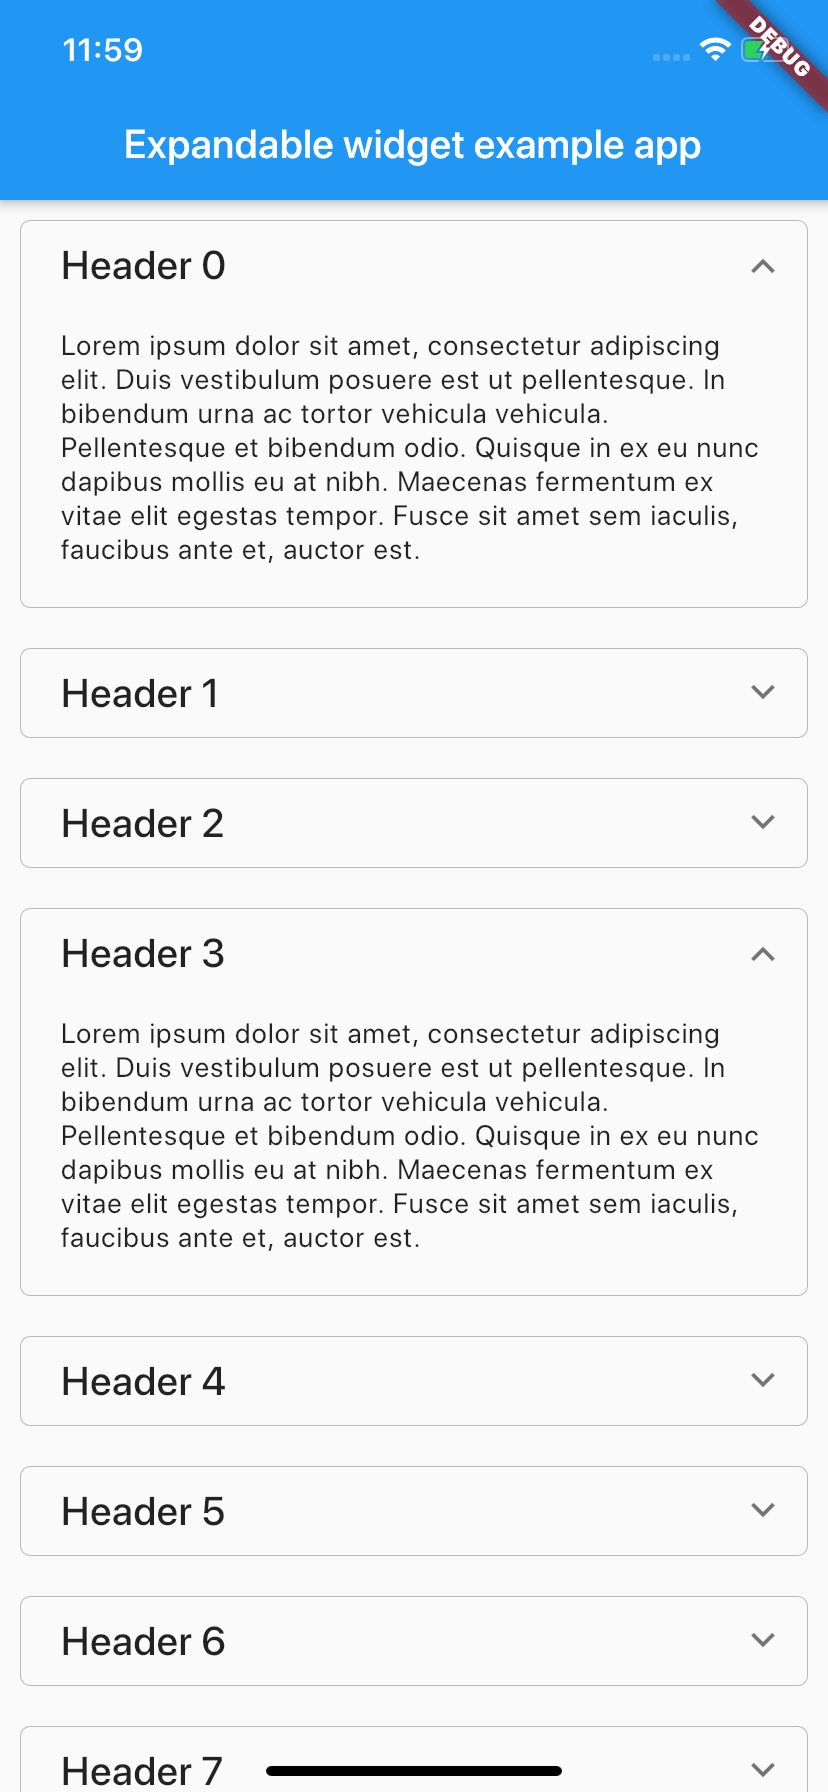 11:59
DEBUG
Expandable widget example app
Header 0
Lorem ipsum dolor sit amet, consectetur adipiscing
elit. Duis vestibulum posuere est ut pellentesque. In
bibendum urna ac tortor vehicula vehicula.
Pellentesque et bibendum odio. Quisque in ex eu nunc
dapibus mollis eu at nibh. Maecenas fermentum ex
vitae elit egestas tempor. Fusce sit amet sem iaculis,
faucibus ante et, auctor est.
Header 1
Header 2
Header 3
Lorem ipsum dolor sit amet, consectetur adipiscing
elit. Duis vestibulum posuere est ut pellentesque. In
bibendum urna ac tortor vehicula vehicula.
Pellentesque et bibendum odio. Quisque in ex eu nunc
dapibus mollis eu at nibh. Maecenas fermentum ex
vitae elit egestas tempor. Fusce sit amet sem iaculis,
faucibus ante et, auctor est.
Header 4
Header 5
Header 6
Header 7